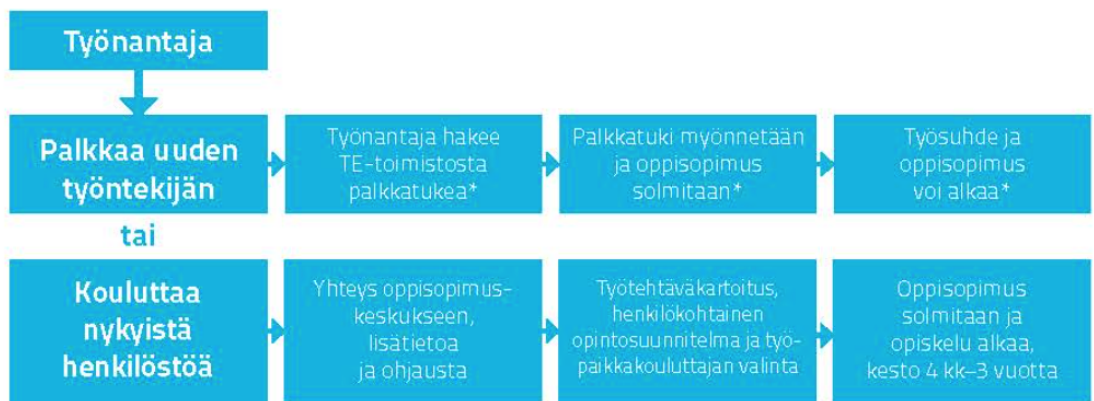 Työnantaja
Palkkaa uuden
työntekijän
Työnantaja hakee
TE-toimistosta
palkkatukea*
Palkkatuki myönnetään
ja oppisopimus
solmitaan*
Työsuhde ja
oppisopimus
voi alkaa*
tai
Kouluttaa
nykyistä
henkilöstöä
Yhteys oppisopimus-
keskukseen,
lisätietoa
ja ohjausta
Työtehtäväkartoitus,
henkilökohtainen
opintosuunnitelma ja työ-
paikkakouluttajan valinta
Oppisopimus
solmitaan ja
opiskelu alkaa,
kesto 4 kk–3 vuotta